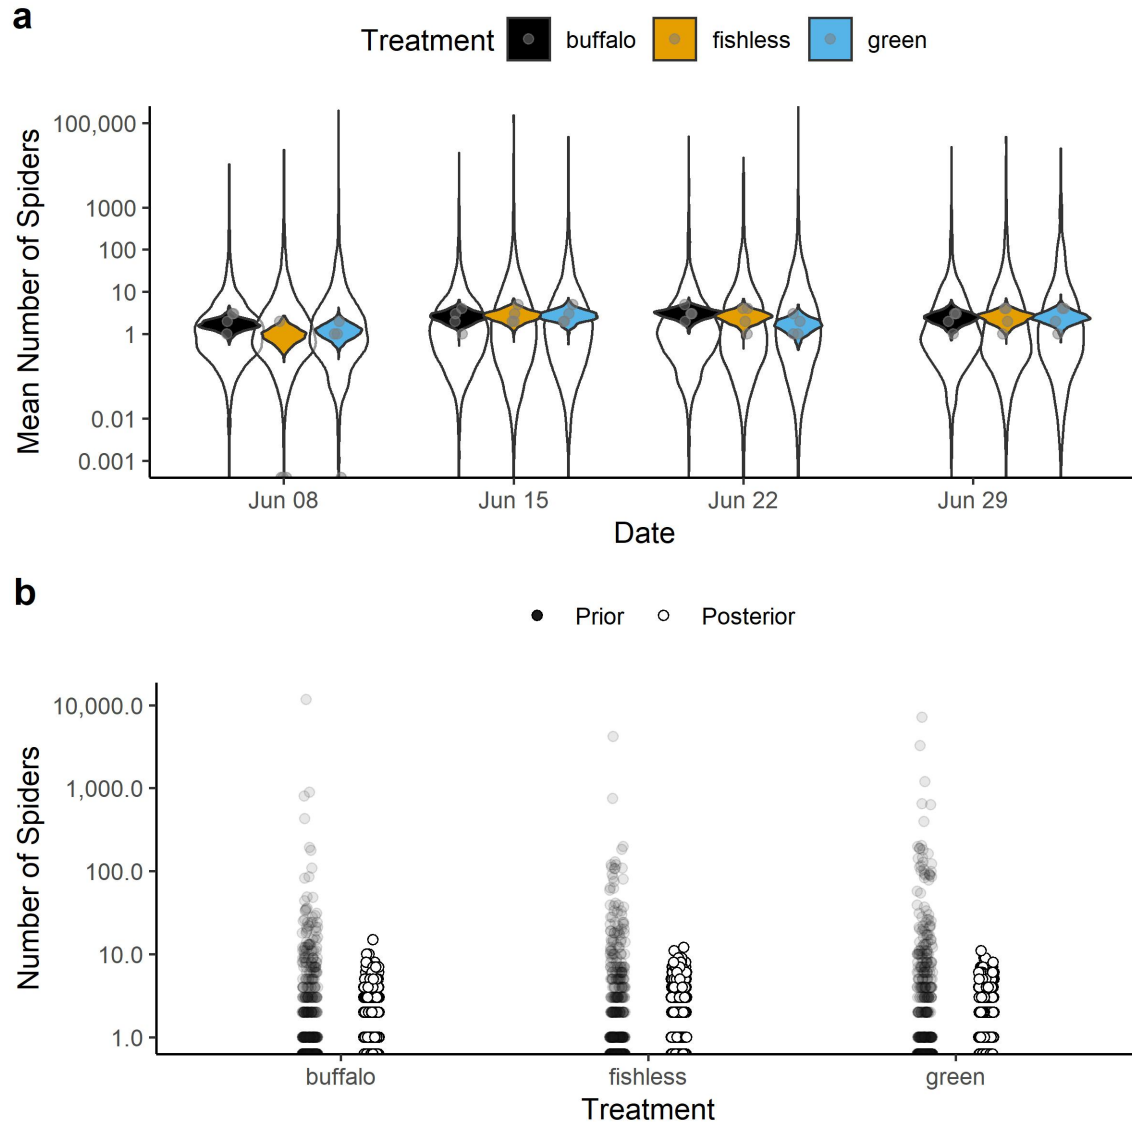 a
Treatment buffalo fishless green
Mean Number of Spiders
100,000
1000
100
10
1
0.01
0.001
Jun 08 Jun 15 Jun 22 Jun 29
Date
b
Prior Posterior
Number of Spiders
10,000.0
1,000.0
100.0
10.0
1.0
buffalo fishless green
Treatment